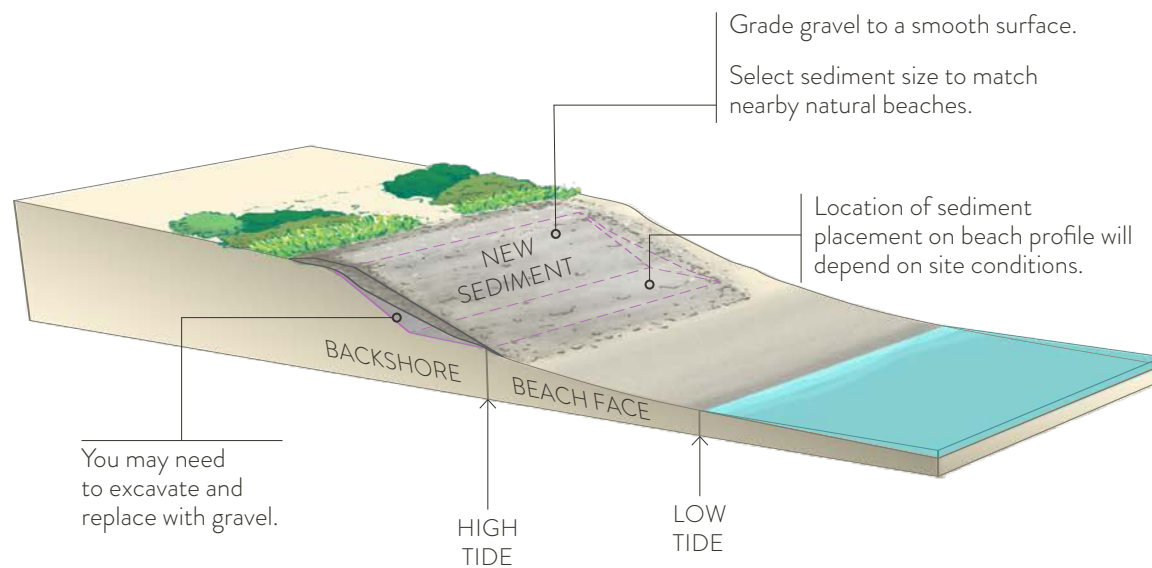 Grade gravel to a smooth surface.
Select sediment size to match
nearby natural beaches.
Location of sediment
placement on beach profile will
depend on site conditions.
NEW
SEDIMENT
BACKSHORE
BEACH FACE
You may need
to excavate and
replace with gravel.
HIGH
TIDE
LOW
TIDE